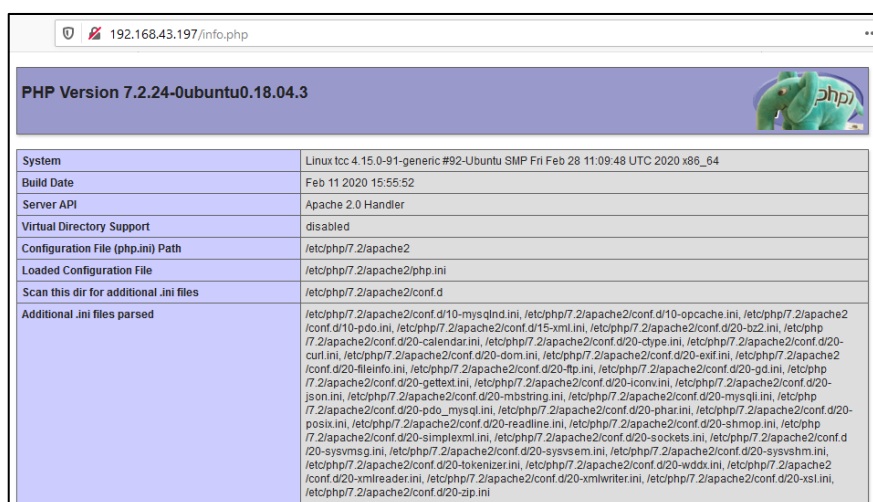 192.168.43.197/info.php
PHP Version 7.2.24-0ubuntu0.18.04.3
php
System Linux tcc 4.15.0-91-generic #92-Ubuntu SMP Fri Feb 28 11:09:48 UTC 2020 x86_64
Build Date Feb 11 2020 15:55:52
Server API Apache 2.0 Handler
Virtual Directory Support disabled
Configuration File (php.ini) Path /etc/php/7.2/apache2
Loaded Configuration File /etc/php/7.2/apache2/php.ini
Scan this dir for additional .ini files /etc/php/7.2/apache2/conf.d
Additional .ini files parsed /etc/php/7.2/apache2/conf.d/10-mysqlnd.ini, /etc/php/7.2/apache2/conf.d/10-opcache.ini, /etc/php/7.2/apache2
/conf.d/10-pdo.ini, /etc/php/7.2/apache2/conf.d/15-xml.ini, /etc/php/7.2/apache2/conf.d/20-bz2.ini, /etc/php
/7.2/apache2/conf.d/20-calendar.ini, /etc/php/7.2/apache2/conf.d/20-ctype.ini, /etc/php/7.2/apache2/conf.d/20-
curl.ini, /etc/php/7.2/apache2/conf.d/20-dom.ini, /etc/php/7.2/apache2/conf.d/20-exif.ini, /etc/php/7.2/apache2
/conf.d/20-fileinfo.ini, /etc/php/7.2/apache2/conf.d/20-ftp.ini, /etc/php/7.2/apache2/conf.d/20-gd.ini, /etc/php
/7.2/apache2/conf.d/20-gettext.ini, /etc/php/7.2/apache2/conf.d/20-iconv.ini, /etc/php/7.2/apache2/conf.d/20-
json.ini, /etc/php/7.2/apache2/conf.d/20-mbstring.ini, /etc/php/7.2/apache2/conf.d/20-mysqli.ini, /etc/php
/7.2/apache2/conf.d/20-pdo_mysql.ini, /etc/php/7.2/apache2/conf.d/20-phar.ini, /etc/php/7.2/apache2/conf.d/20-
posix.ini, /etc/php/7.2/apache2/conf.d/20-readline.ini, /etc/php/7.2/apache2/conf.d/20-shmop.ini, /etc/php
/7.2/apache2/conf.d/20-simplexml.ini, /etc/php/7.2/apache2/conf.d/20-sockets.ini, /etc/php/7.2/apache2/conf.d
/20-sysvmsg.ini, /etc/php/7.2/apache2/conf.d/20-sysvsem.ini, /etc/php/7.2/apache2/conf.d/20-sysvshm.ini,
/etc/php/7.2/apache2/conf.d/20-tokenizer.ini, /etc/php/7.2/apache2/conf.d/20-wddx.ini, /etc/php/7.2/apache2
/conf.d/20-xmlreader.ini, /etc/php/7.2/apache2/conf.d/20-xmlwriter.ini, /etc/php/7.2/apache2/conf.d/20-xsl.ini,
/etc/php/7.2/apache2/conf.d/20-zip.ini